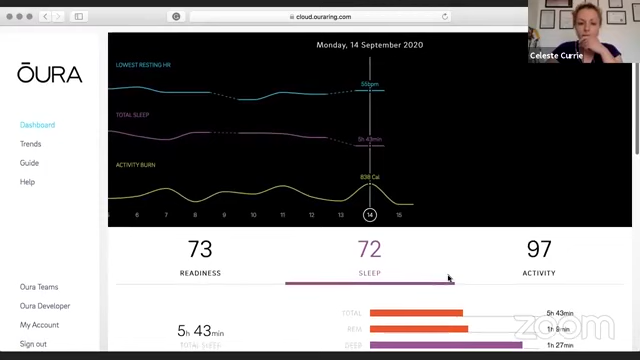 cloud.ouraring.com
Celeste Currie
ŌURA
Dashboard
Trends
Guide
Help
Oura Teams
Oura Developer
My Account
Sign out
Monday, 14 September 2020
LOWEST RESTING HR
55bpm
TOTAL SLEEP
5h 43min
ACTIVITY BURN
838 Cal
5 6 7 8 9 10 11 12 13 14 15
73 72 97
READINESS SLEEP ACTIVITY
TOTAL 5h 43min
REM
DEEP 1h 27min
5h 43min
TOTAL SLEEP
zoom